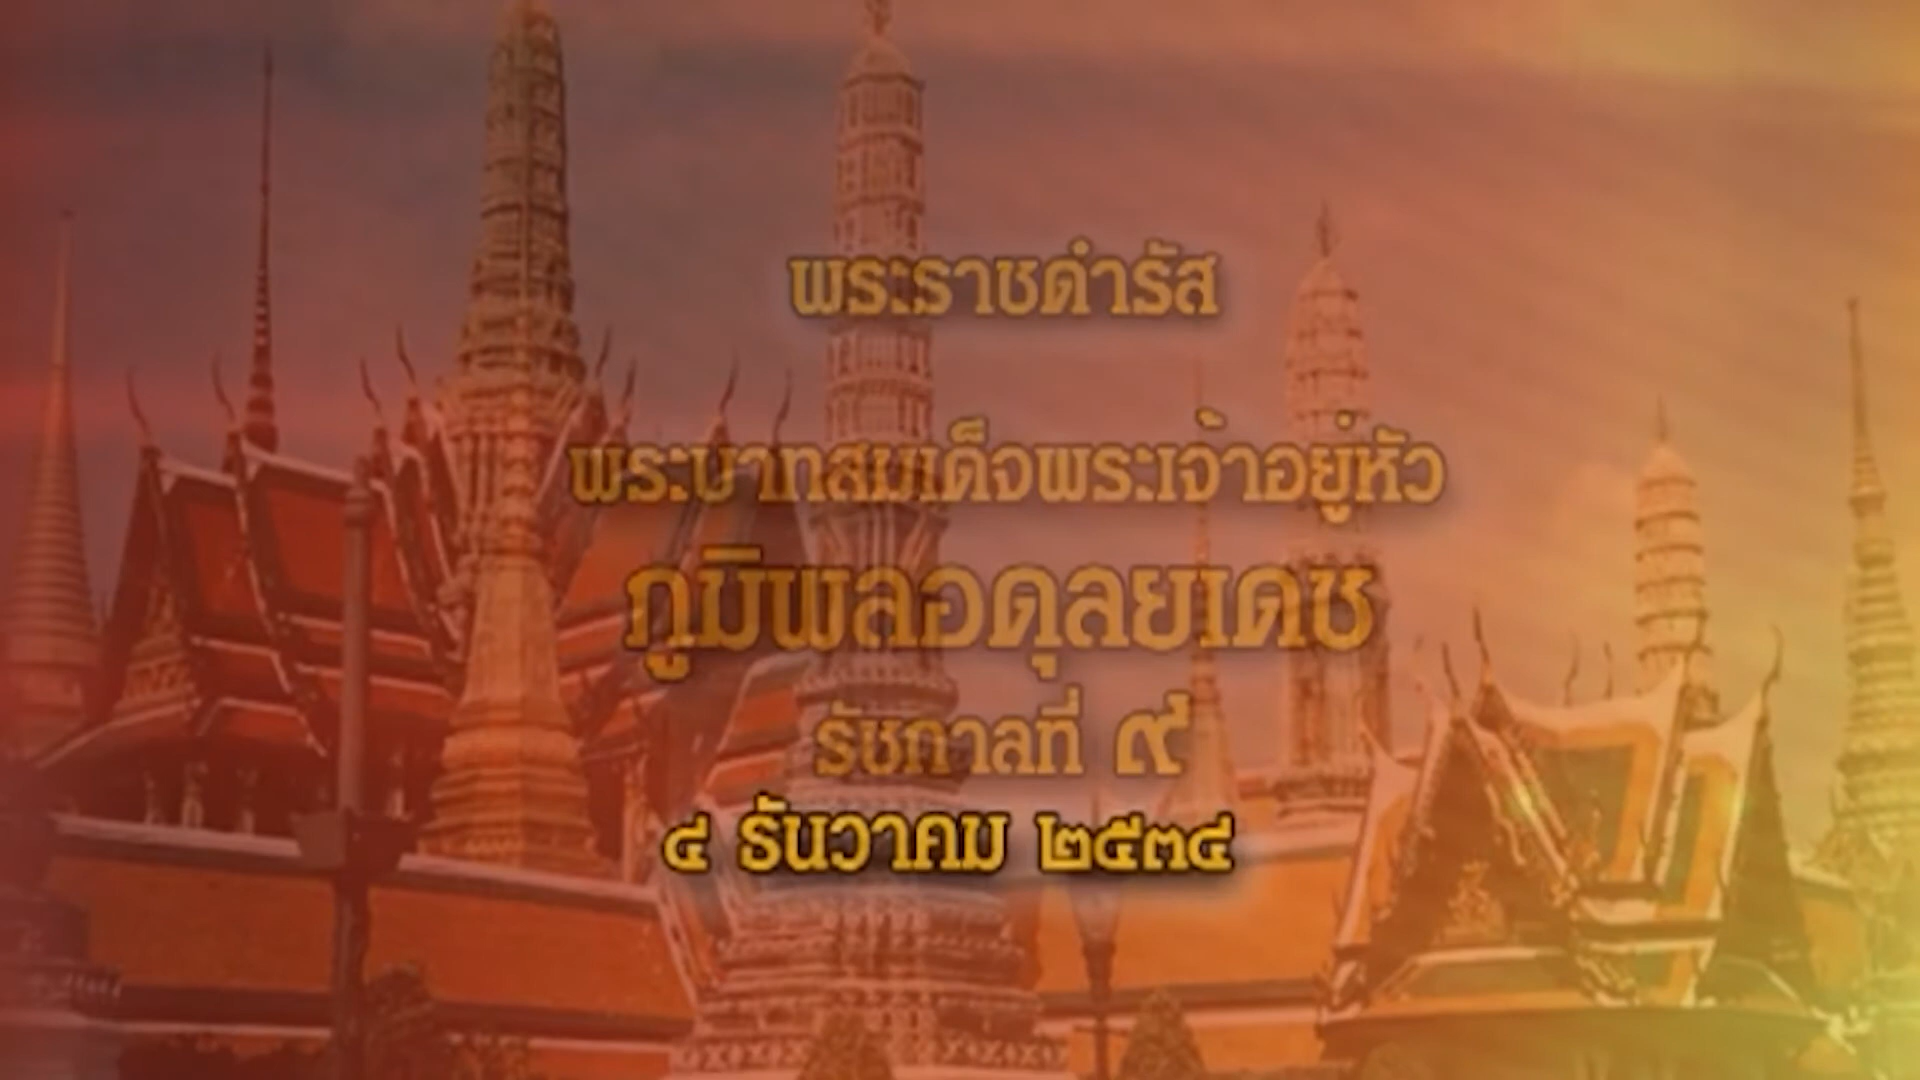 พระราชดำรัส
พระบาทสมเด็จพระเจ้าอยู่หัว
ภูมิพลอดุลยเดช
รัชกาลที่ ๙
๔ ธันวาคม ๒๕๓๔